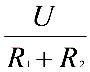 U
R₁ + R₂